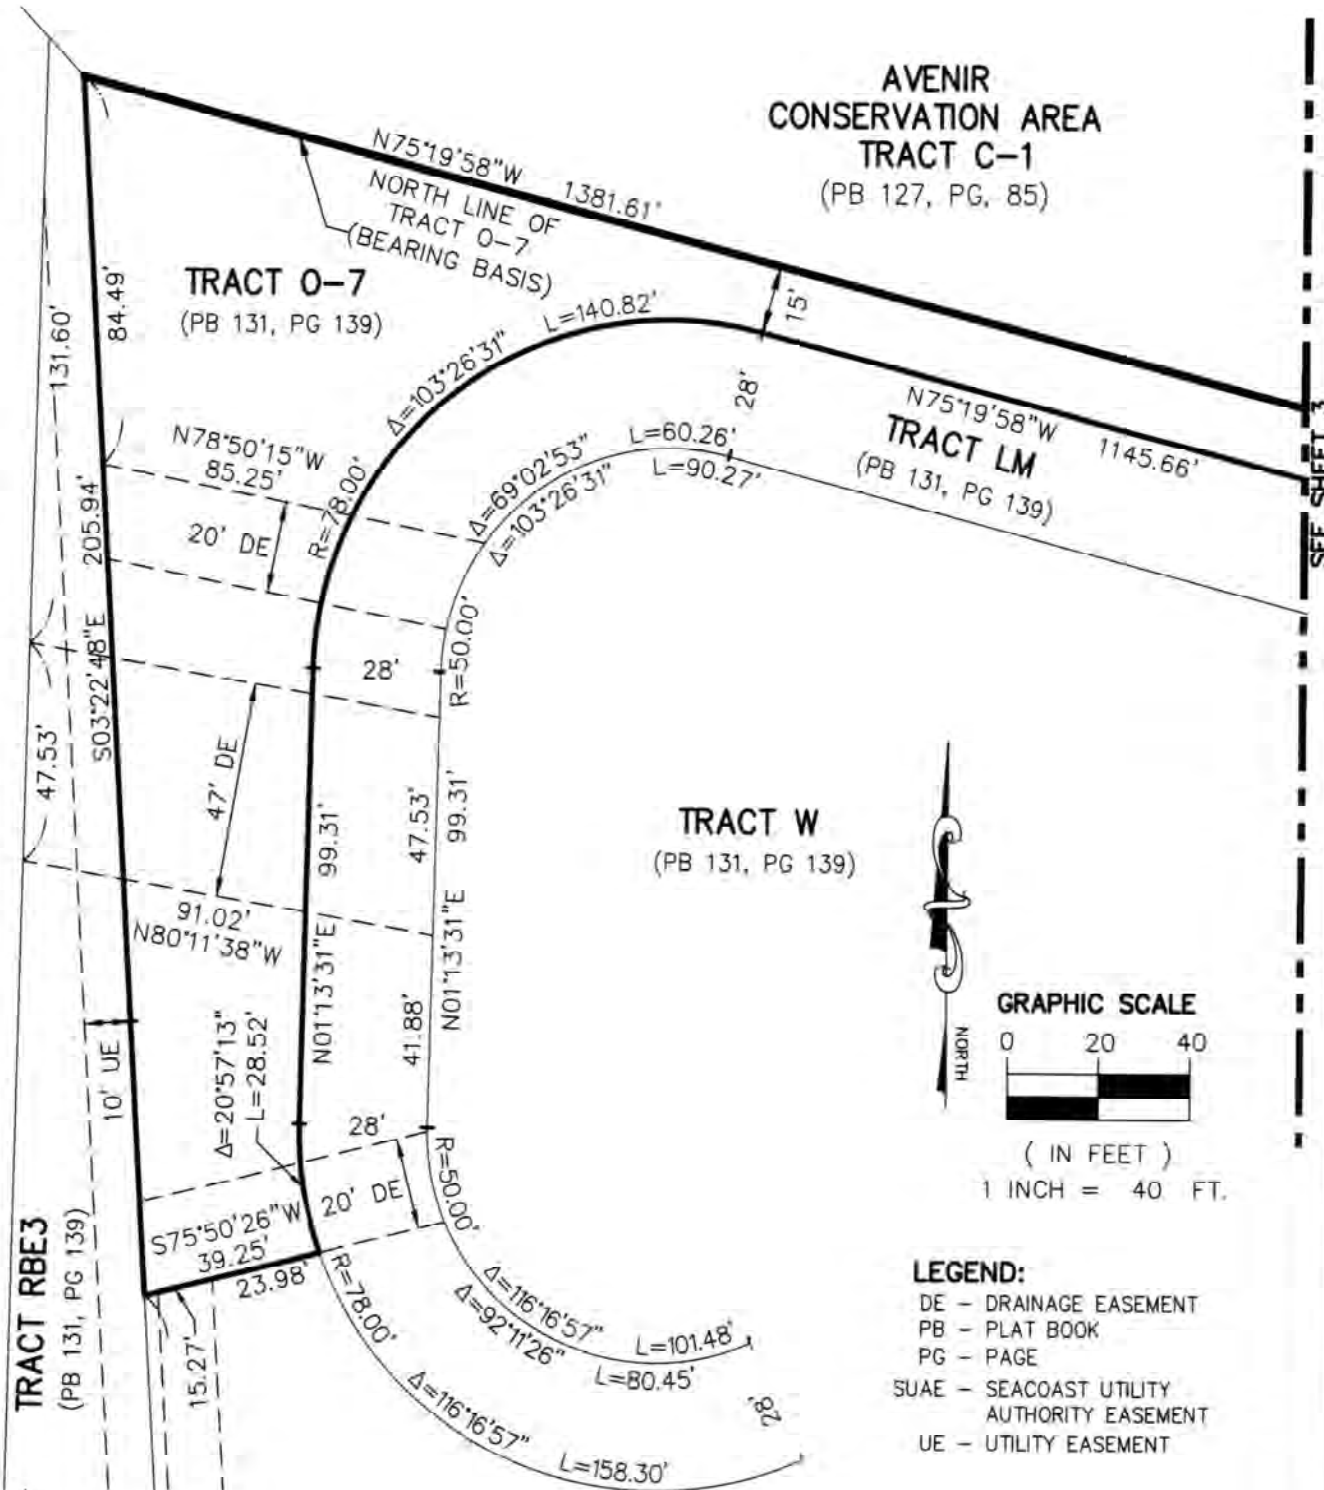 AVENIR
CONSERVATION AREA
TRACT C-1
(PB 127, PG, 85)
N75°19'58"W 1381.61'
NORTH LINE OF
TRACT O-7
(BEARING BASIS)
TRACT O-7
(PB 131, PG 139)
131.60'
84.49'
L=140.82'
Δ=103°26'31"
R=78.00'
15'
28'
N75°19'58"W 1145.66'
TRACT LM
(PB 131, PG 139)
SEE SHEET 3
N78°50'15"W
85.25'
20' DE
L=60.26'
L=90.27'
Δ=69°02'53"
Δ=103°26'31"
R=50.00'
205.94'
S03°22'48"E
28'
47.53'
47' DE
99.31'
N01°13'31"E
47.53'
99.31'
N01°13'31"E
41.88'
TRACT W
(PB 131, PG 139)
91.02'
N80°11'38"W
NORTH
GRAPHIC SCALE
0 20 40
( IN FEET )
1 INCH = 40 FT.
10' UE
Δ=20°57'13"
L=28.52'
28'
20' DE
R=50.00'
S75°50'26"W
39.25'
23.98'
15.27'
R=78.00'
Δ=116°16'57"
Δ=92°11'26"
L=101.48'
L=80.45'
28'
Δ=116°16'57"
L=158.30'
TRACT RBE3
(PB 131, PG 139)
LEGEND:
DE - DRAINAGE EASEMENT
PB - PLAT BOOK
PG - PAGE
SUAE - SEACOAST UTILITY
AUTHORITY EASEMENT
UE - UTILITY EASEMENT